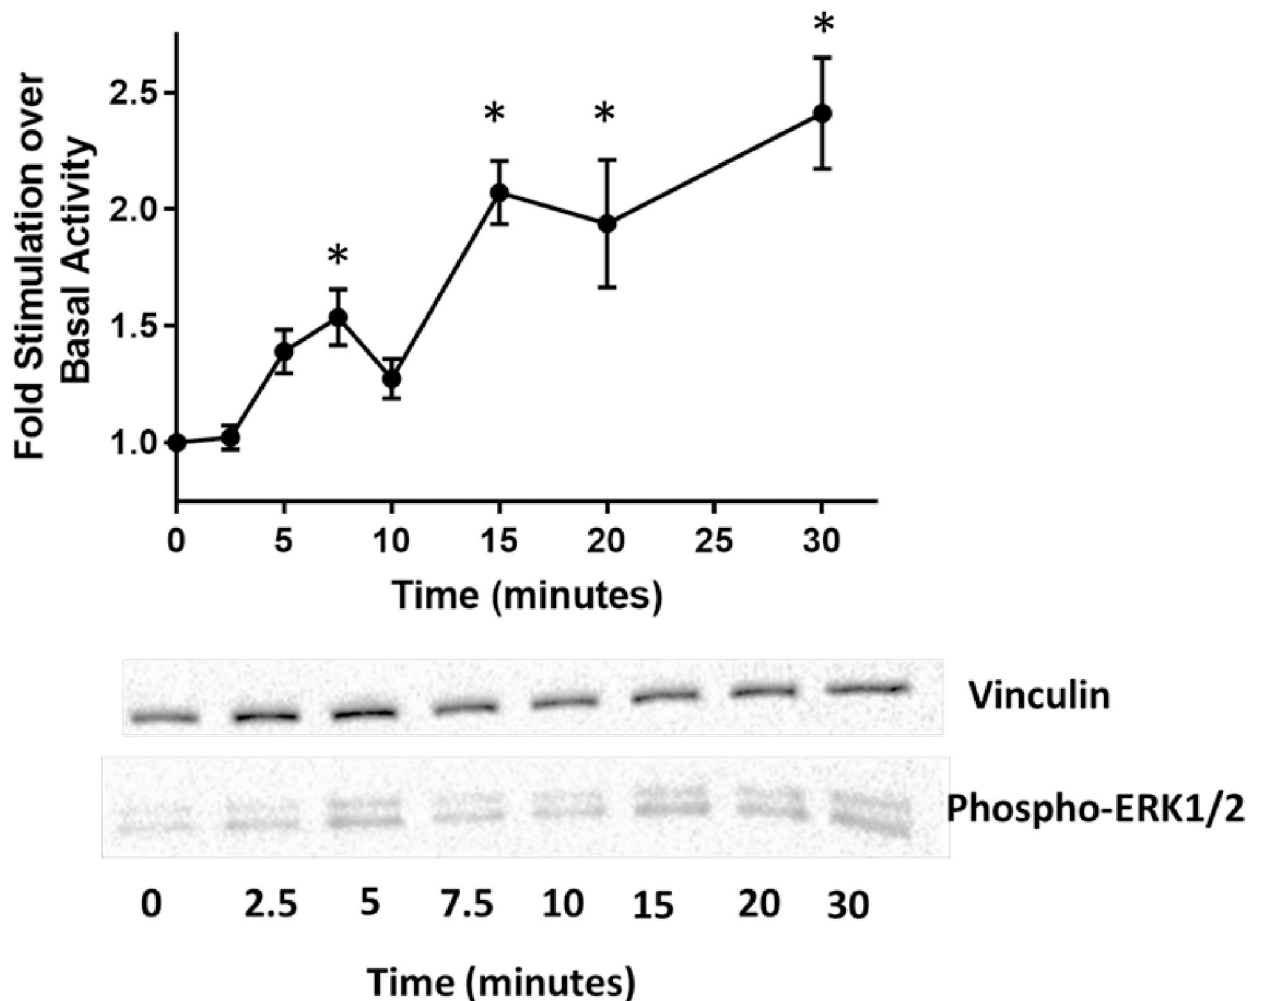 Fold Stimulation over
Basal Activity
*
* *
*
2.5
2.0
1.5
1.0
0 5 10 15 20 25 30
Time (minutes)
Vinculin
Phospho-ERK1/2
0 2.5 5 7.5 10 15 20 30
Time (minutes)